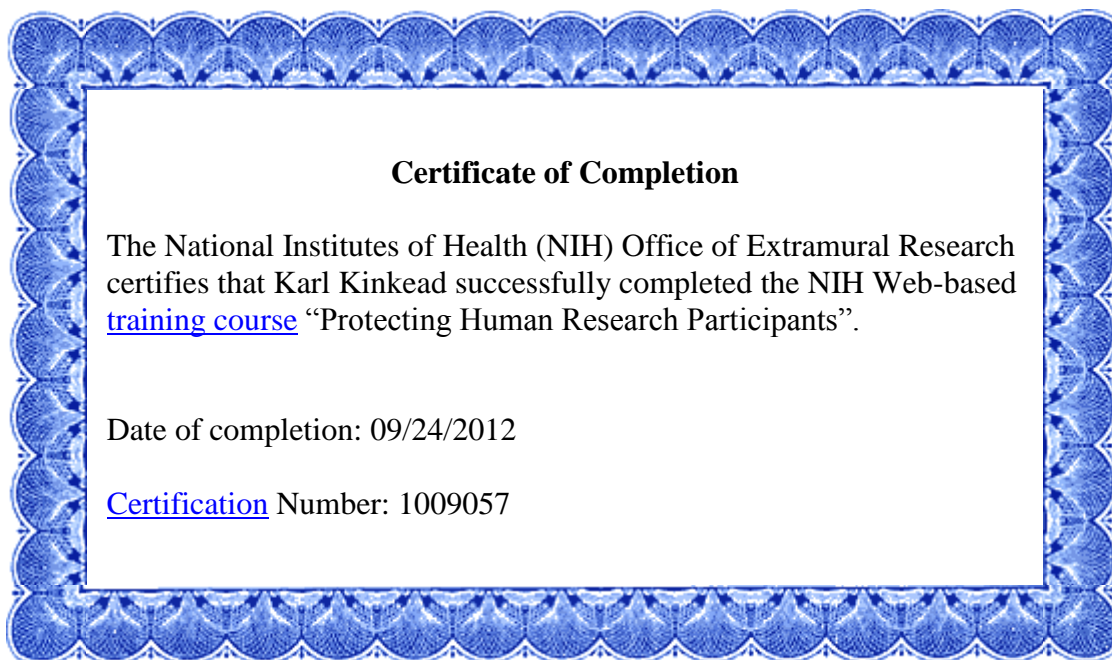 Certificate of Completion
The National Institutes of Health (NIH) Office of Extramural Research
certifies that Karl Kinkead successfully completed the NIH Web-based
training course “Protecting Human Research Participants”.
Date of completion: 09/24/2012
Certification Number: 1009057